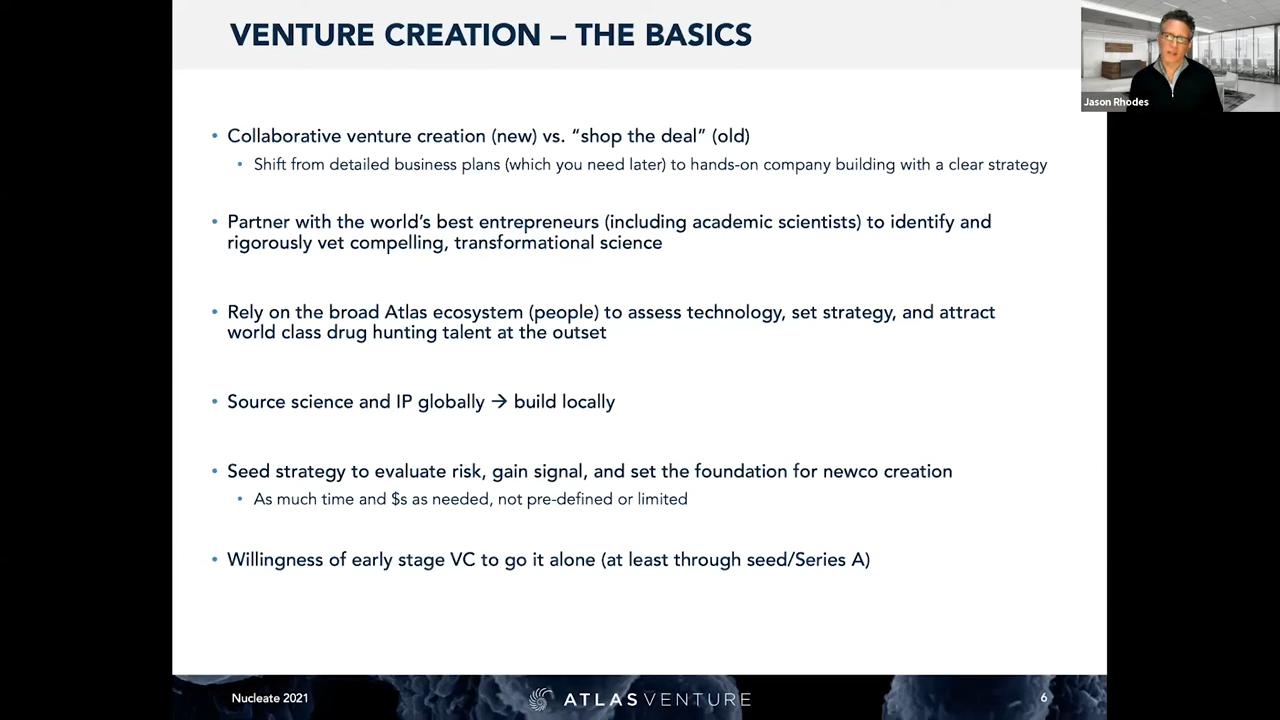 VENTURE CREATION – THE BASICS
Jason Rhodes
• Collaborative venture creation (new) vs. “shop the deal” (old)
• Shift from detailed business plans (which you need later) to hands-on company building with a clear strategy
• Partner with the world’s best entrepreneurs (including academic scientists) to identify and
rigorously vet compelling, transformational science
• Rely on the broad Atlas ecosystem (people) to assess technology, set strategy, and attract
world class drug hunting talent at the outset
• Source science and IP globally → build locally
• Seed strategy to evaluate risk, gain signal, and set the foundation for newco creation
• As much time and $s as needed, not pre-defined or limited
• Willingness of early stage VC to go it alone (at least through seed/Series A)
Nucleate 2021
ATLAS VENTURE
6